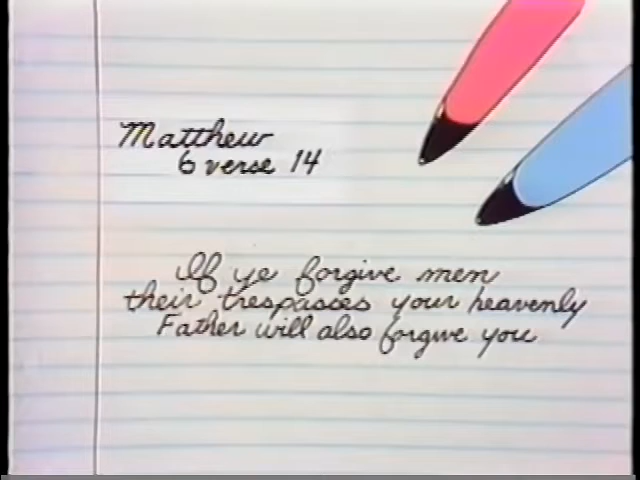 Matthew
6 verse 14
If ye forgive men
their trespasses your heavenly
Father will also forgive you